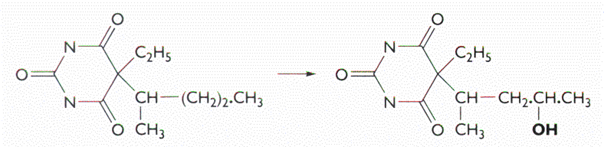 O O
N C₂H₅ N C₂H₅
O O
N CH–(CH₂)₂.CH₃ N CH–CH₂.CH.CH₃
O CH₃ O CH₃ OH